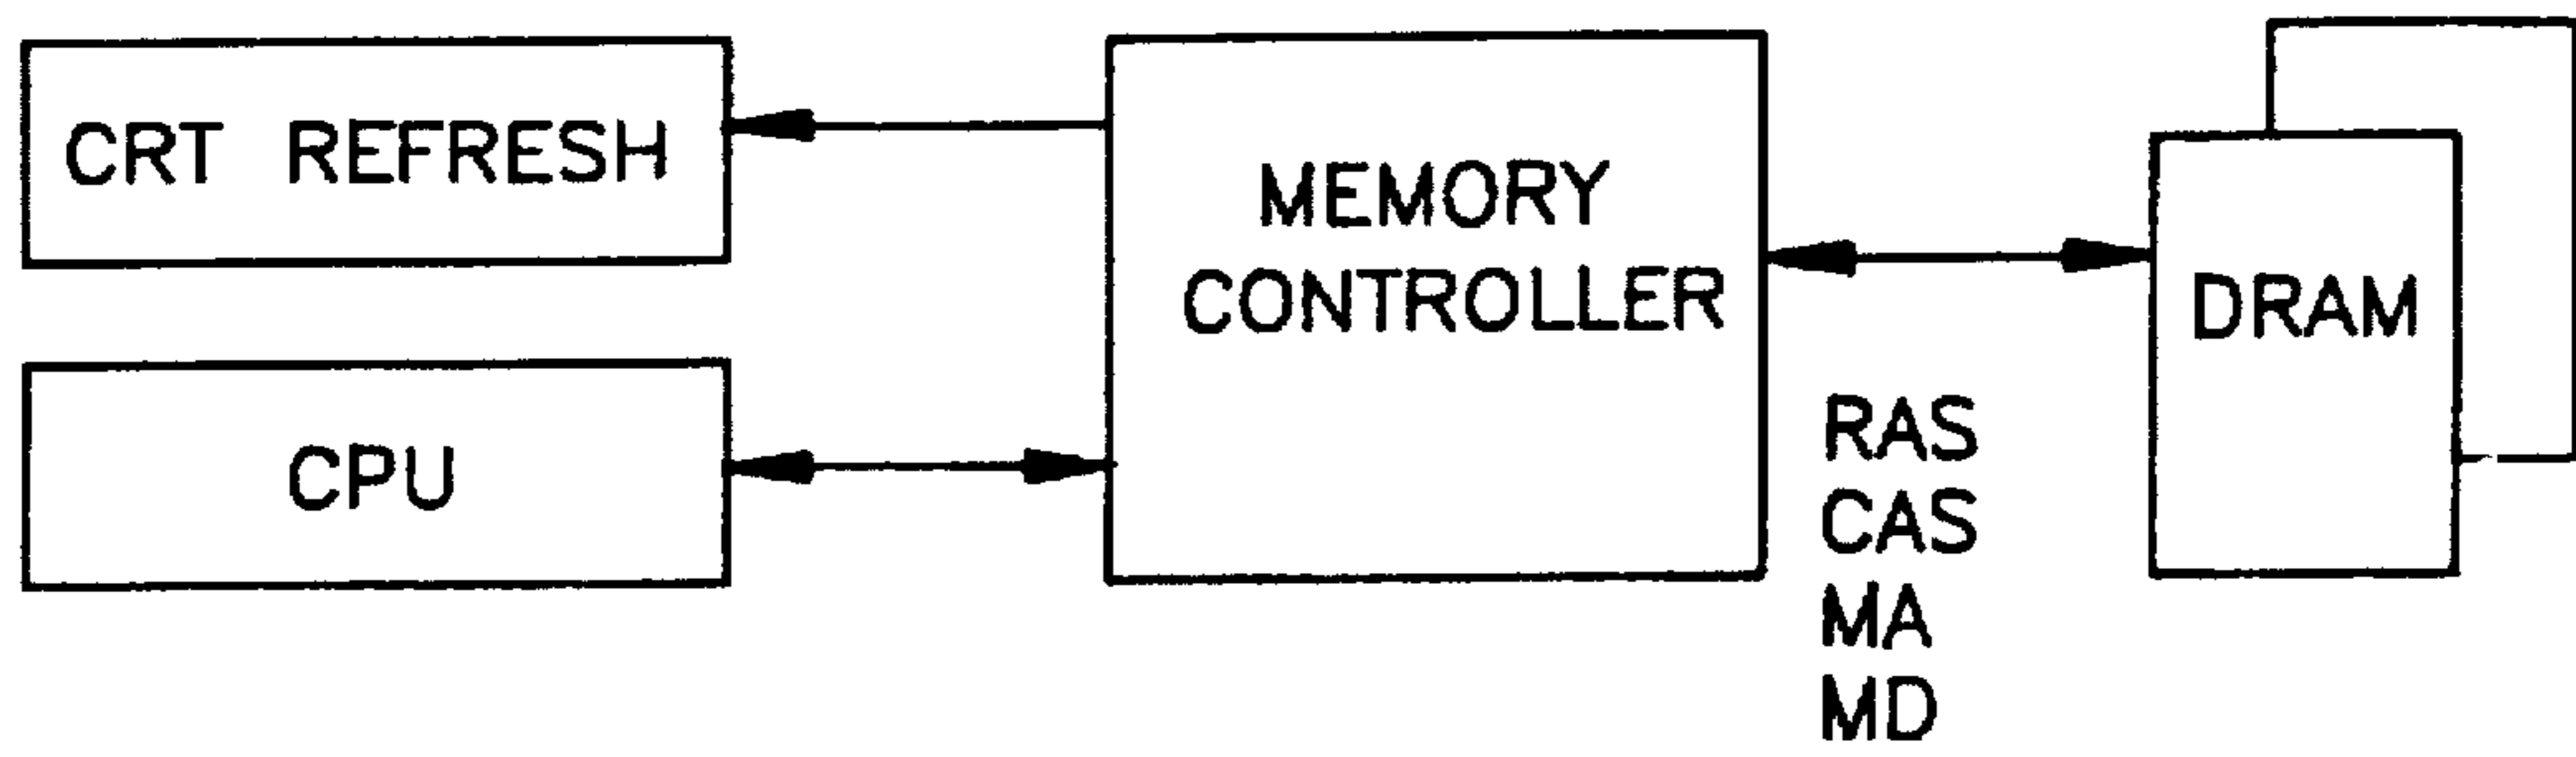 CRT REFRESH
CPU
MEMORY
CONTROLLER
RAS
CAS
MA
MD
DRAM